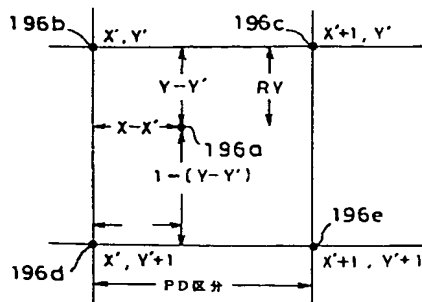 196b
X',Y'
196c
X'+1, Y'
Y-Y'
RY
X-X'
196a
1-(Y-Y')
196d
X', Y'+1
196e
X'+1, Y'+1
PD区分